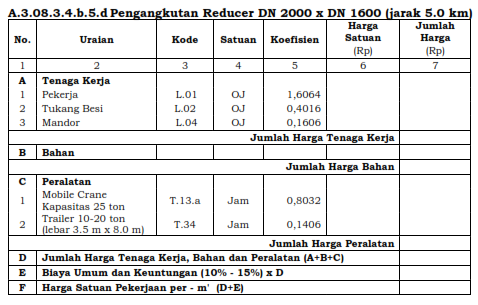 A.3.08.3.4.b.5.d Pengangkutan Reducer DN 2000 x DN 1600 (jarak 5.0 km)
No. Uraian Kode Satuan Koefisien Harga Satuan (Rp) Jumlah Harga (Rp)
1 2 3 4 5 6 7
A Tenaga Kerja
1 Pekerja L.01 OJ 1,6064
2 Tukang Besi L.02 OJ 0,4016
3 Mandor L.04 OJ 0,1606
Jumlah Harga Tenaga Kerja
B Bahan
Jumlah Harga Bahan
C Peralatan
1 Mobile Crane Kapasitas 25 ton T.13.a Jam 0,8032
2 Trailer 10-20 ton (lebar 3.5 m x 8.0 m) T.34 Jam 0,1406
Jumlah Harga Peralatan
D Jumlah Harga Tenaga Kerja, Bahan dan Peralatan (A+B+C)
E Biaya Umum dan Keuntungan (10% - 15%) x D
F Harga Satuan Pekerjaan per - m' (D+E)